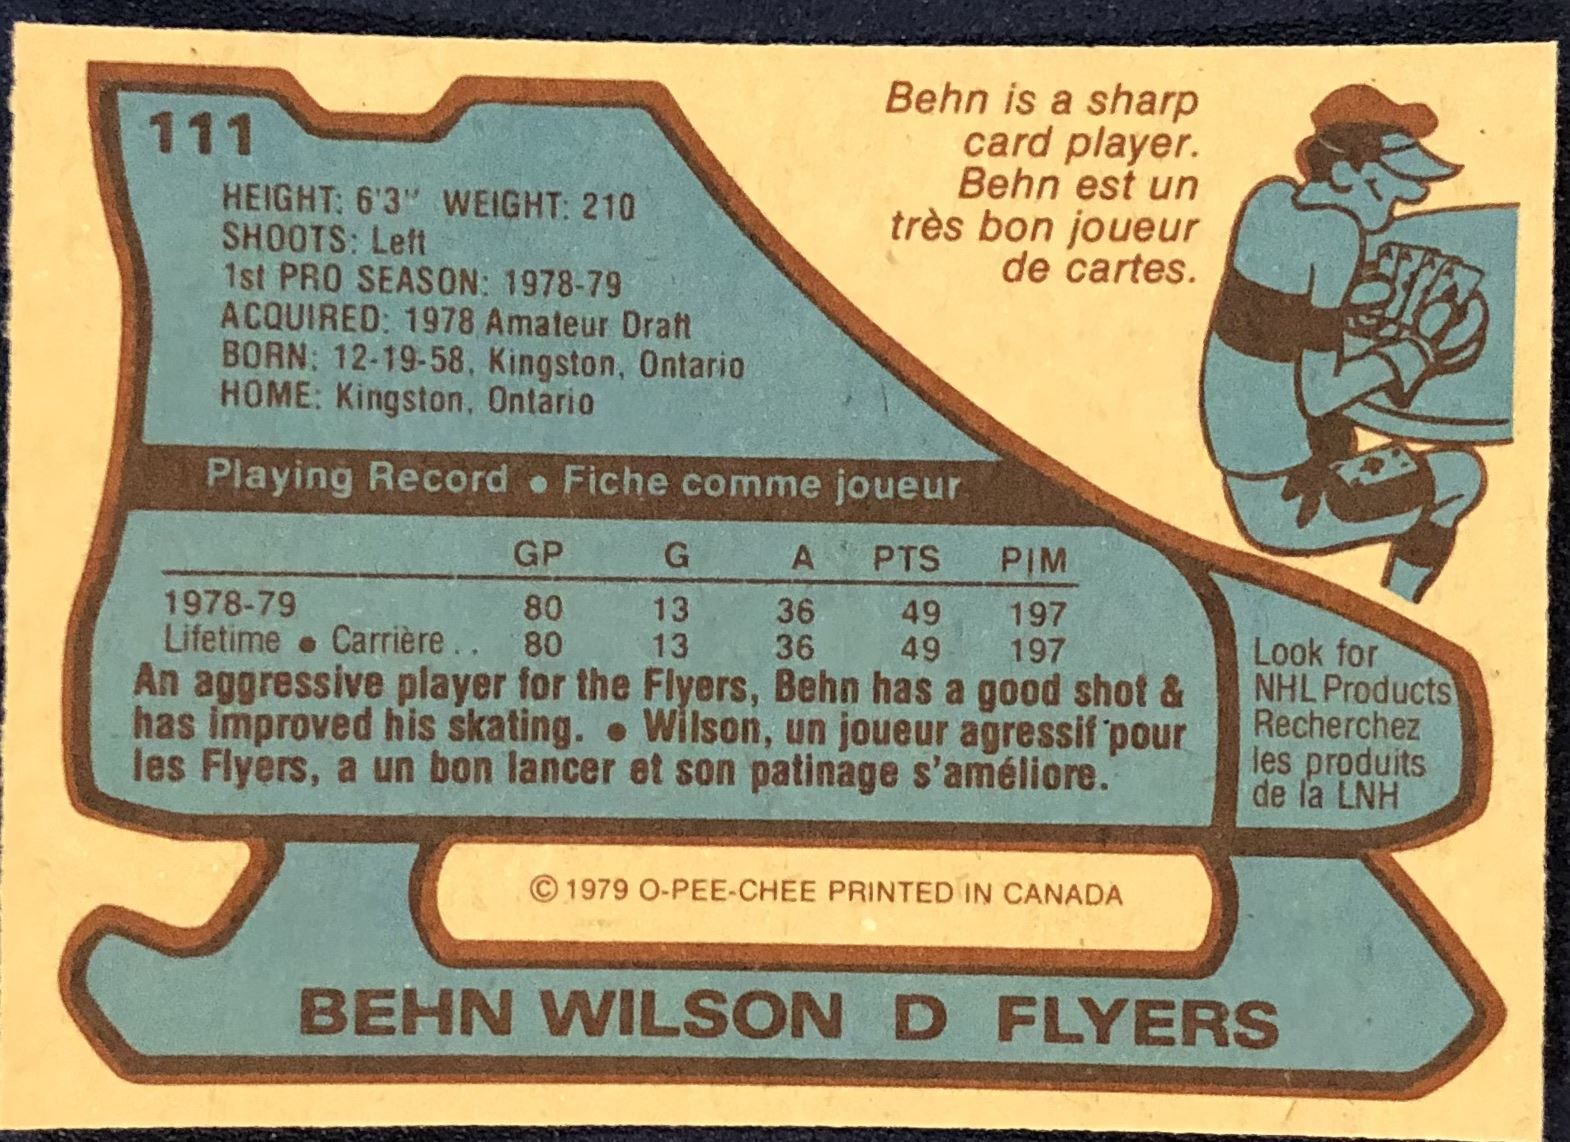 111
HEIGHT: 6'3" WEIGHT: 210
SHOOTS: Left
1st PRO SEASON: 1978-79
ACQUIRED: 1978 Amateur Draft
BORN: 12-19-58, Kingston, Ontario
HOME: Kingston, Ontario
Behn is a sharp
card player.
Behn est un
très bon joueur
de cartes.
Playing Record • Fiche comme joueur
GP G A PTS PIM
1978-79 80 13 36 49 197
Lifetime • Carrière .. 80 13 36 49 197
An aggressive player for the Flyers, Behn has a good shot &
has improved his skating. • Wilson, un joueur agressif pour
les Flyers, a un bon lancer et son patinage s'améliore.
Look for
NHL Products
Recherchez
les produits
de la LNH
© 1979 O-PEE-CHEE PRINTED IN CANADA
BEHN WILSON D FLYERS